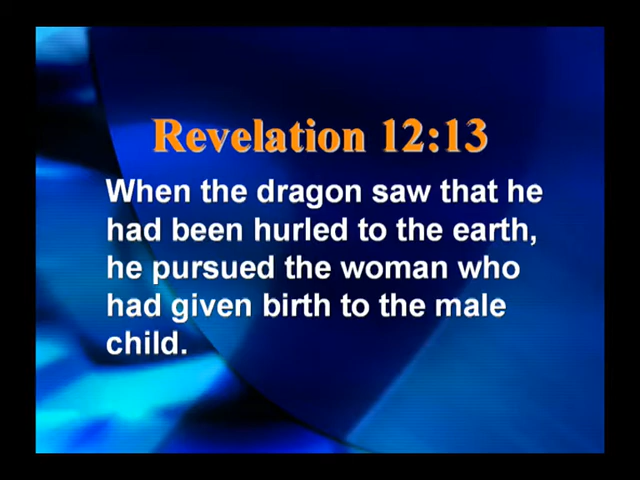 Revelation 12:13
When the dragon saw that he
had been hurled to the earth,
he pursued the woman who
had given birth to the male
child.